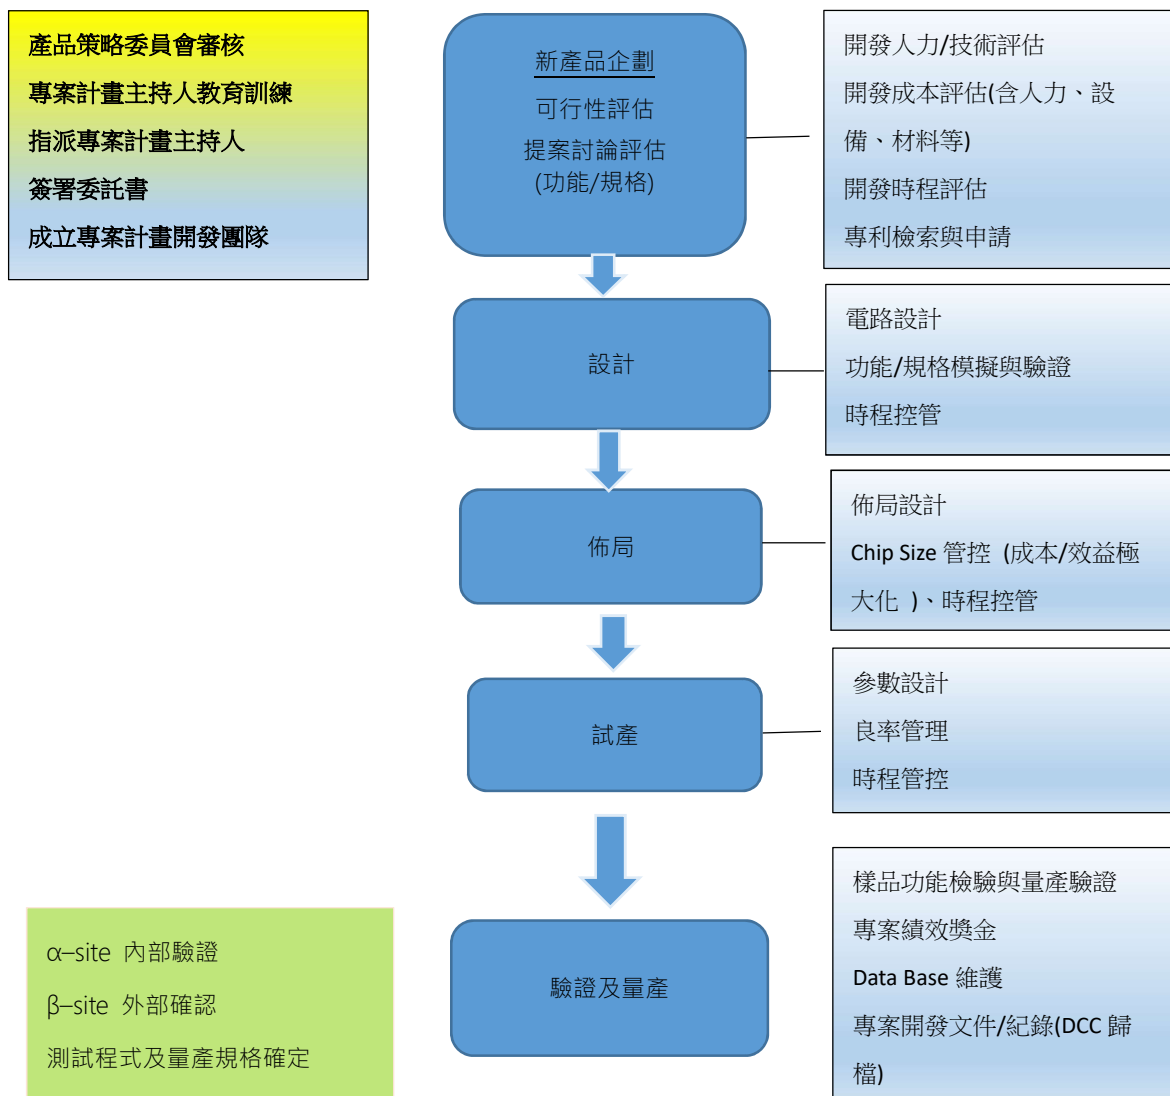 產品策略委員會審核
專案計畫主持人教育訓練
指派專案計畫主持人
簽署委託書
成立專案計畫開發團隊
新產品企劃
可行性評估
提案討論評估
(功能/規格)
開發人力/技術評估
開發成本評估(含人力、設
備、材料等)
開發時程評估
專利檢索與申請
設計
電路設計
功能/規格模擬與驗證
時程控管
佈局
佈局設計
Chip Size 管控 (成本/效益極
大化 )、時程控管
試產
參數設計
良率管理
時程管控
α–site 內部驗證
β–site 外部確認
測試程式及量產規格確定
驗證及量產
樣品功能檢驗與量產驗證
專案績效獎金
Data Base 維護
專案開發文件/紀錄(DCC 歸
檔)